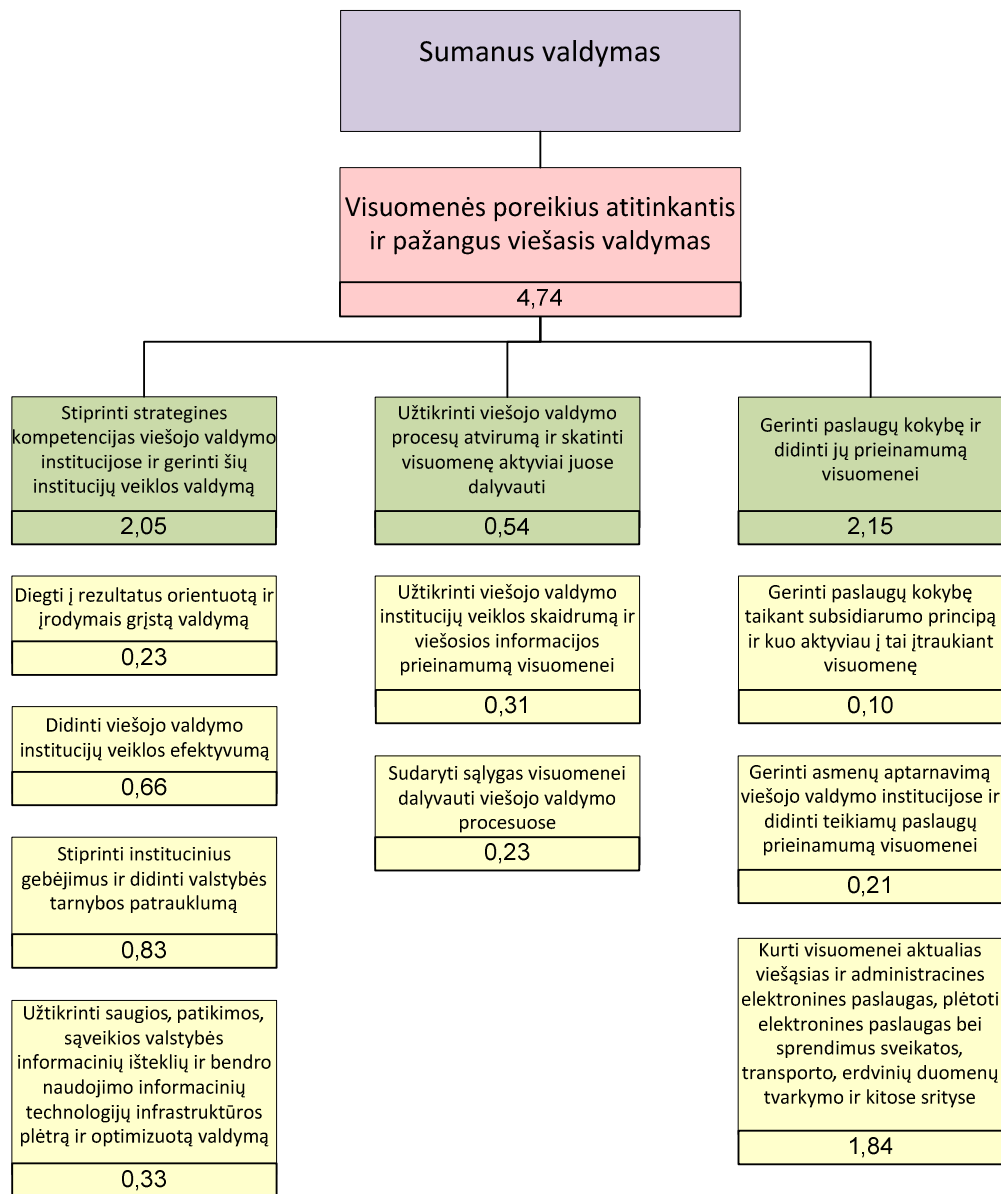 Sumanus valdymas
Visuomenės poreikius atitinkantis
ir pažangus viešasis valdymas
4,74
Stiprinti strategines
kompetencijas viešojo valdymo
institucijose ir gerinti šių
institucijų veiklos valdymą
2,05
Diegti į rezultatus orientuotą ir
įrodymais grįstą valdymą
0,23
Didinti viešojo valdymo
institucijų veiklos efektyvumą
0,66
Stiprinti institucinius
gebėjimus ir didinti valstybės
tarnybos patrauklumą
0,83
Užtikrinti saugios, patikimos,
sąveikios valstybės
informacinių išteklių ir bendro
naudojimo informacinių
technologijų infrastruktūros
plėtrą ir optimizuotą valdymą
0,33
Užtikrinti viešojo valdymo
procesų atvirumą ir skatinti
visuomenę aktyviai juose
dalyvauti
0,54
Užtikrinti viešojo valdymo
institucijų veiklos skaidrumą ir
viešosios informacijos
prieinamumą visuomenei
0,31
Sudaryti sąlygas visuomenei
dalyvauti viešojo valdymo
procesuose
0,23
Gerinti paslaugų kokybę ir
didinti jų prieinamumą
visuomenei
2,15
Gerinti paslaugų kokybę
taikant subsidiarumo principą
ir kuo aktyviau į tai įtraukiant
visuomenę
0,10
Gerinti asmenų aptarnavimą
viešojo valdymo institucijose ir
didinti teikiamų paslaugų
prieinamumą visuomenei
0,21
Kurti visuomenei aktualias
viešąsias ir administracines
elektronines paslaugas, plėtoti
elektronines paslaugas bei
sprendimus sveikatos,
transporto, erdvinių duomenų
tvarkymo ir kitose srityse
1,84